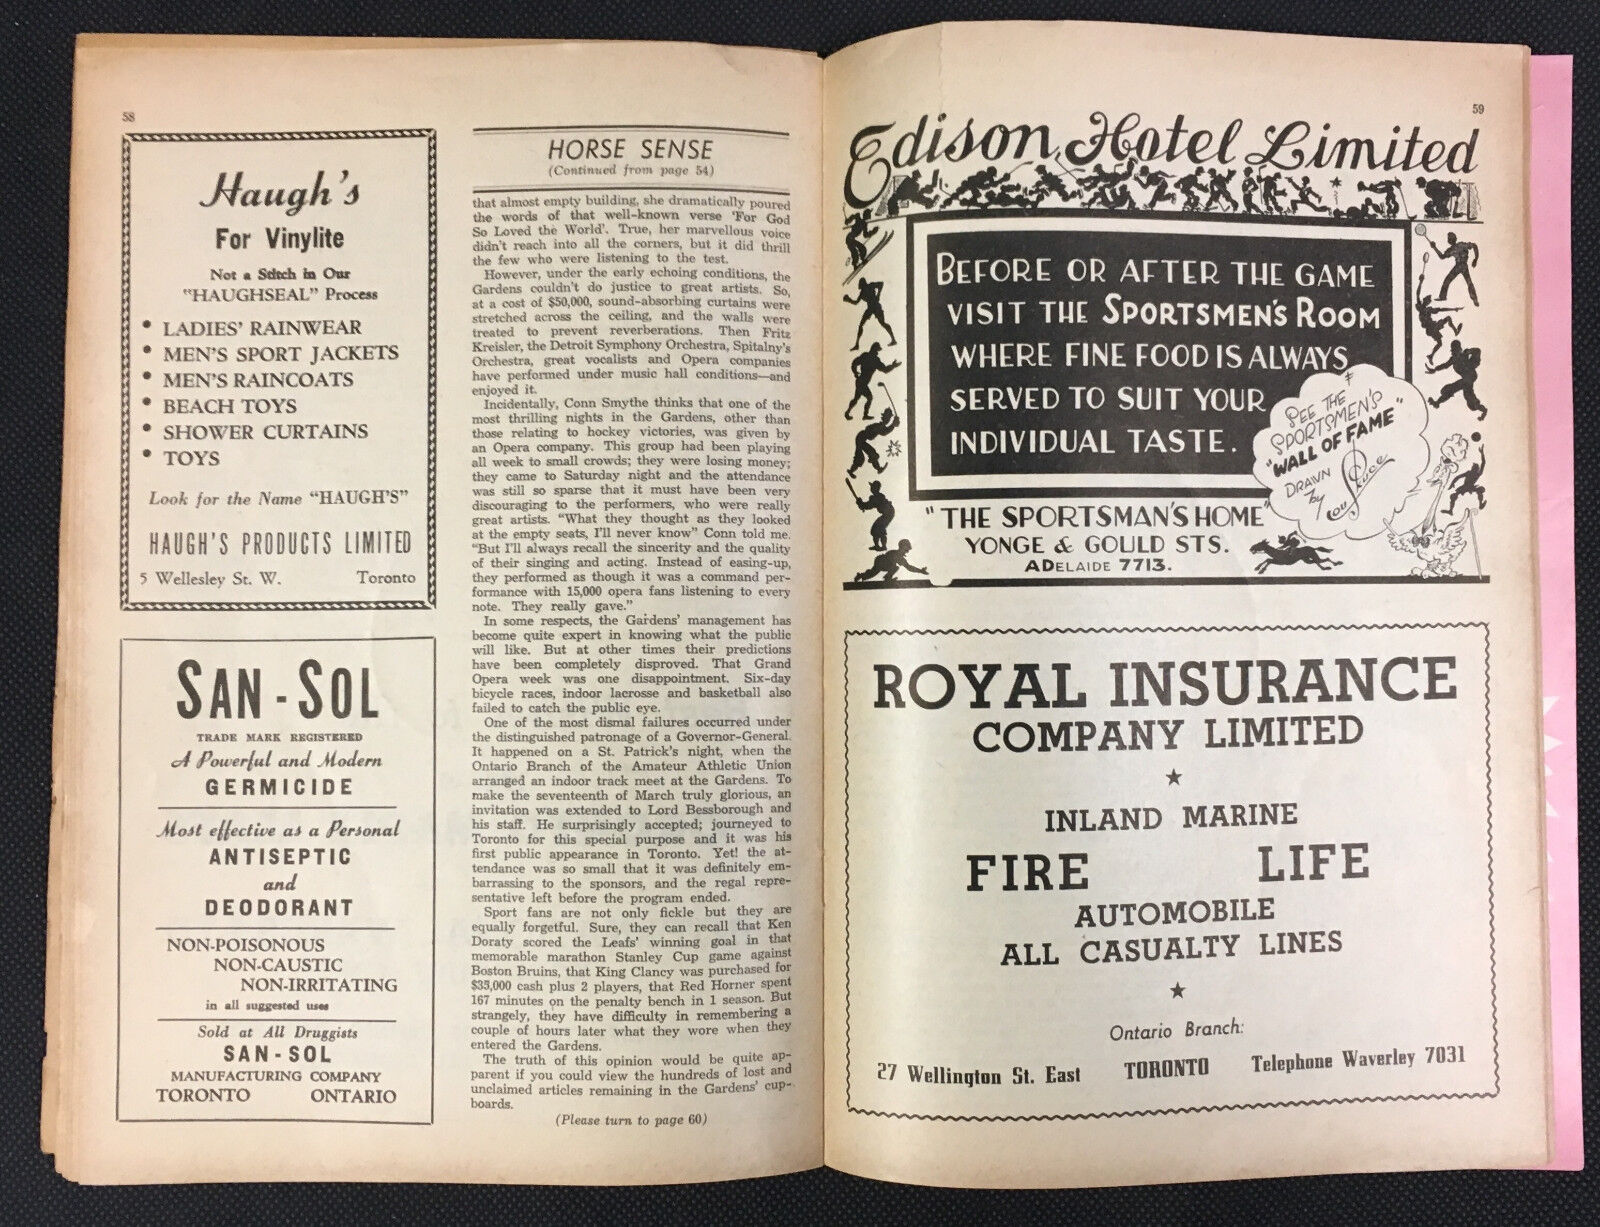 58
Haugh's
For Vinylite
Not a Stitch in Our
"HAUGHSEAL" Process
• LADIES' RAINWEAR
• MEN'S SPORT JACKETS
• MEN'S RAINCOATS
• BEACH TOYS
• SHOWER CURTAINS
• TOYS
Look for the Name "HAUGH'S"
HAUGH'S PRODUCTS LIMITED
5 Wellesley St. W. Toronto
SAN-SOL
TRADE MARK REGISTERED
A Powerful and Modern
GERMICIDE
Most effective as a Personal
ANTISEPTIC
and
DEODORANT
NON-POISONOUS
NON-CAUSTIC
NON-IRRITATING
in all suggested uses
Sold at All Druggists
SAN-SOL
MANUFACTURING COMPANY
TORONTO ONTARIO
HORSE SENSE
(Continued from page 54)
that almost empty building, she dramatically poured
the words of that well-known verse 'For God
So Loved the World'. True, her marvellous voice
didn't reach into all the corners, but it did thrill
the few who were listening to the test.
However, under the early echoing conditions, the
Gardens couldn't do justice to great artists. So,
at a cost of $50,000, sound-absorbing curtains were
stretched across the ceiling, and the walls were
treated to prevent reverberations. Then Fritz
Kreisler, the Detroit Symphony Orchestra, Spitalny's
Orchestra, great vocalists and Opera companies
have performed under music hall conditions—and
enjoyed it.
Incidentally, Conn Smythe thinks that one of the
most thrilling nights in the Gardens, other than
those relating to hockey victories, was given by
an Opera company. This group had been playing
all week to small crowds; they were losing money;
they came to Saturday night and the attendance
was still so sparse that it must have been very
discouraging to the performers, who were really
great artists. "What they thought as they looked
at the empty seats, I'll never know" Conn told me.
"But I'll always recall the sincerity and the quality
of their singing and acting. Instead of easing-up,
they performed as though it was a command per-
formance with 15,000 opera fans listening to every
note. They really gave."
In some respects, the Gardens' management has
become quite expert in knowing what the public
will like. But at other times their predictions
have been completely disproved. That Grand
Opera week was one disappointment. Six-day
bicycle races, indoor lacrosse and basketball also
failed to catch the public eye.
One of the most dismal failures occurred under
the distinguished patronage of a Governor-General.
It happened on a St. Patrick's night, when the
Ontario Branch of the Amateur Athletic Union
arranged an indoor track meet at the Gardens. To
make the seventeenth of March truly glorious, an
invitation was extended to Lord Bessborough and
his staff. He surprisingly accepted; journeyed to
Toronto for this special purpose and it was his
first public appearance in Toronto. Yet! the at-
tendance was so small that it was definitely em-
barrassing to the sponsors, and the regal repre-
sentative left before the program ended.
Sport fans are not only fickle but they are
equally forgetful. Sure, they can recall that Ken
Doraty scored the Leafs' winning goal in that
memorable marathon Stanley Cup game against
Boston Bruins, that King Clancy was purchased for
$35,000 cash plus 2 players, that Red Horner spent
167 minutes on the penalty bench in 1 season. But
strangely, they have difficulty in remembering a
couple of hours later what they wore when they
entered the Gardens.
The truth of this opinion would be quite ap-
parent if you could view the hundreds of lost and
unclaimed articles remaining in the Gardens' cup-
boards.
(Please turn to page 60)
59
Edison Hotel Limited
BEFORE OR AFTER THE GAME
VISIT THE SPORTSMEN'S ROOM
WHERE FINE FOOD IS ALWAYS
SERVED TO SUIT YOUR
INDIVIDUAL TASTE.
SEE THE
SPORTSMEN'S
"WALL OF FAME"
DRAWN
by
Lou Skuce
"THE SPORTSMAN'S HOME"
YONGE & GOULD STS.
ADELAIDE 7713.
ROYAL INSURANCE
COMPANY LIMITED
★
INLAND MARINE
FIRE LIFE
AUTOMOBILE
ALL CASUALTY LINES
★
Ontario Branch:
27 Wellington St. East TORONTO Telephone Waverley 7031